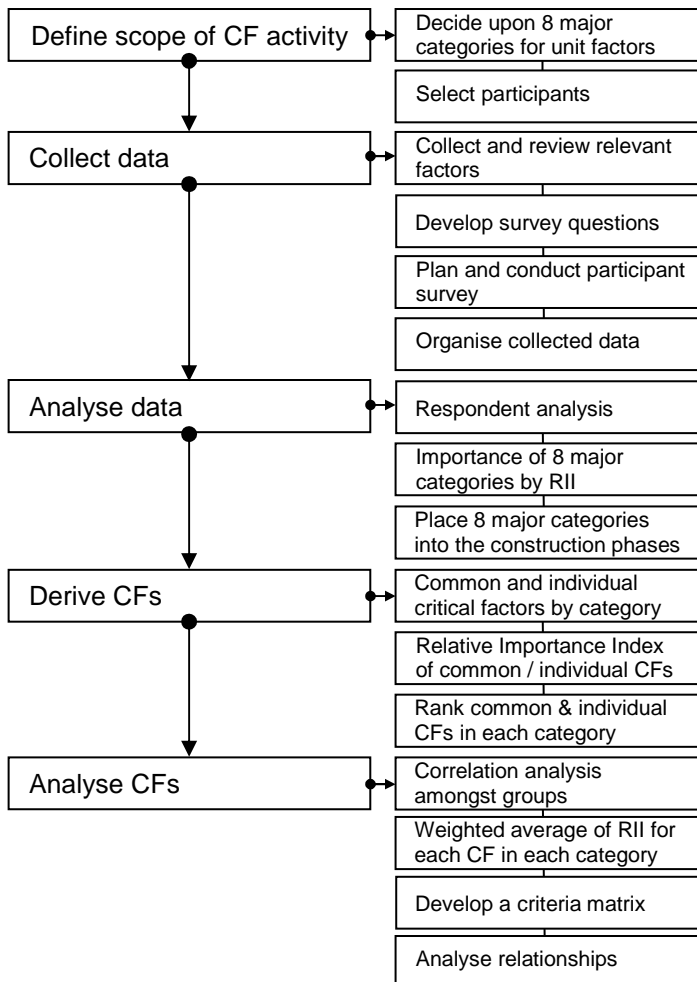 Define scope of CF activity
Decide upon 8 major
categories for unit factors
Select participants
Collect data
Collect and review relevant
factors
Develop survey questions
Plan and conduct participant
survey
Organise collected data
Analyse data
Respondent analysis
Importance of 8 major
categories by RII
Place 8 major categories
into the construction phases
Derive CFs
Common and individual
critical factors by category
Relative Importance Index
of common / individual CFs
Rank common & individual
CFs in each category
Analyse CFs
Correlation analysis
amongst groups
Weighted average of RII for
each CF in each category
Develop a criteria matrix
Analyse relationships